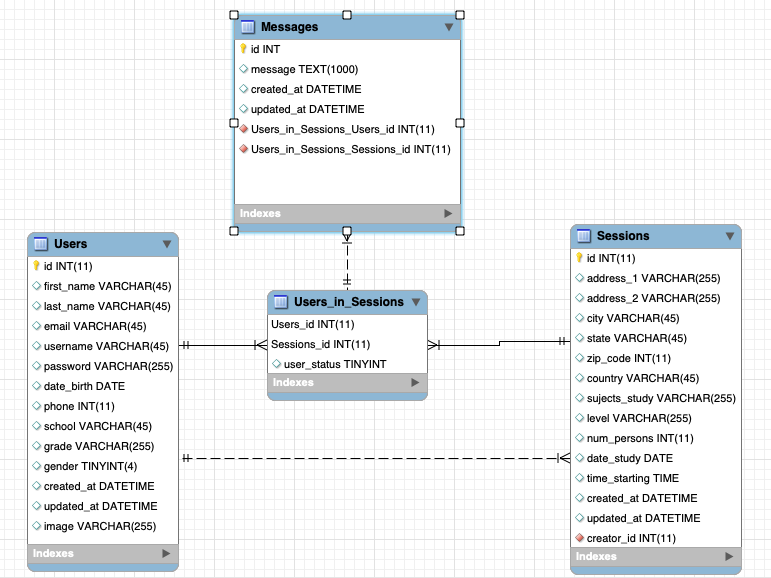 Messages
id INT
message TEXT(1000)
created_at DATETIME
updated_at DATETIME
Users_in_Sessions_Users_id INT(11)
Users_in_Sessions_Sessions_id INT(11)
Indexes
Users
id INT(11)
first_name VARCHAR(45)
last_name VARCHAR(45)
email VARCHAR(45)
username VARCHAR(45)
password VARCHAR(255)
date_birth DATE
phone INT(11)
school VARCHAR(45)
grade VARCHAR(255)
gender TINYINT(4)
created_at DATETIME
updated_at DATETIME
image VARCHAR(255)
Indexes
Users_in_Sessions
Users_id INT(11)
Sessions_id INT(11)
user_status TINYINT
Indexes
Sessions
id INT(11)
address_1 VARCHAR(255)
address_2 VARCHAR(255)
city VARCHAR(45)
state VARCHAR(45)
zip_code INT(11)
country VARCHAR(45)
sujects_study VARCHAR(255)
level VARCHAR(255)
num_persons INT(11)
date_study DATE
time_starting TIME
created_at DATETIME
updated_at DATETIME
creator_id INT(11)
Indexes